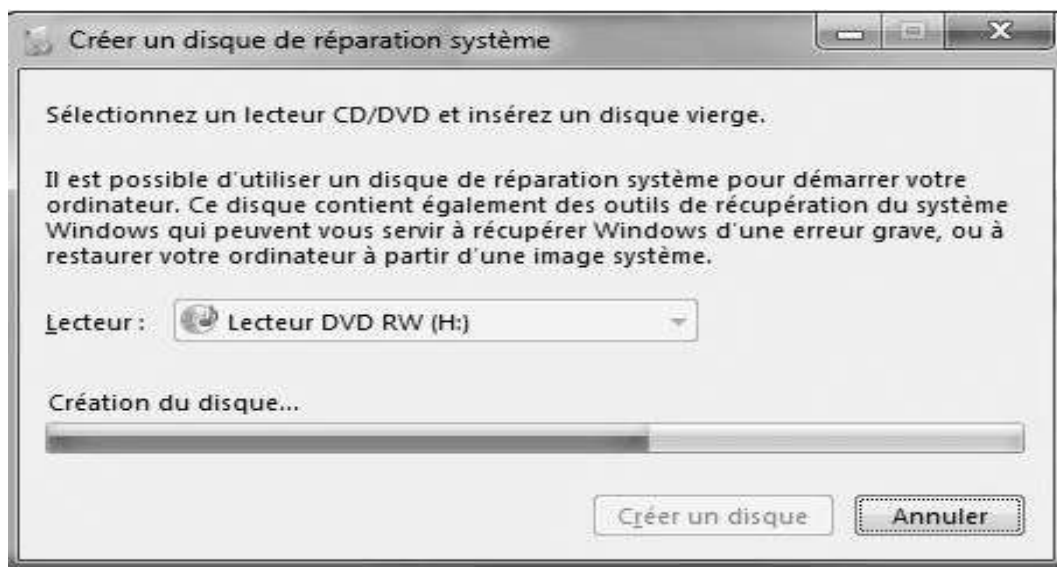 Créer un disque de réparation système
Sélectionnez un lecteur CD/DVD et insérez un disque vierge.
Il est possible d'utiliser un disque de réparation système pour démarrer votre
ordinateur. Ce disque contient également des outils de récupération du système
Windows qui peuvent vous servir à récupérer Windows d'une erreur grave, ou à
restaurer votre ordinateur à partir d'une image système.
Lecteur : Lecteur DVD RW (H:)
Création du disque...
Créer un disque Annuler